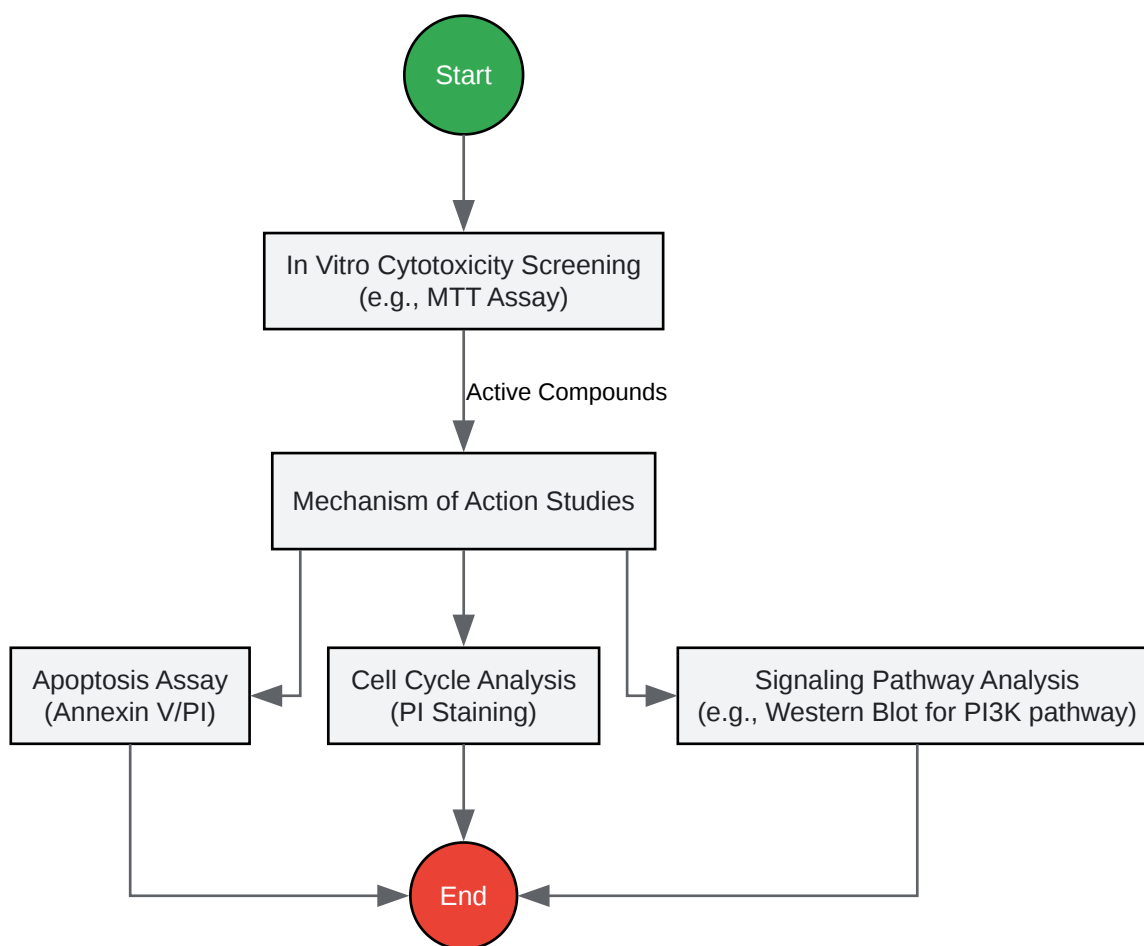 Start
In Vitro Cytotoxicity Screening
(e.g., MTT Assay)
Active Compounds
Mechanism of Action Studies
Apoptosis Assay
(Annexin V/PI)
Cell Cycle Analysis
(PI Staining)
Signaling Pathway Analysis
(e.g., Western Blot for PI3K pathway)
End